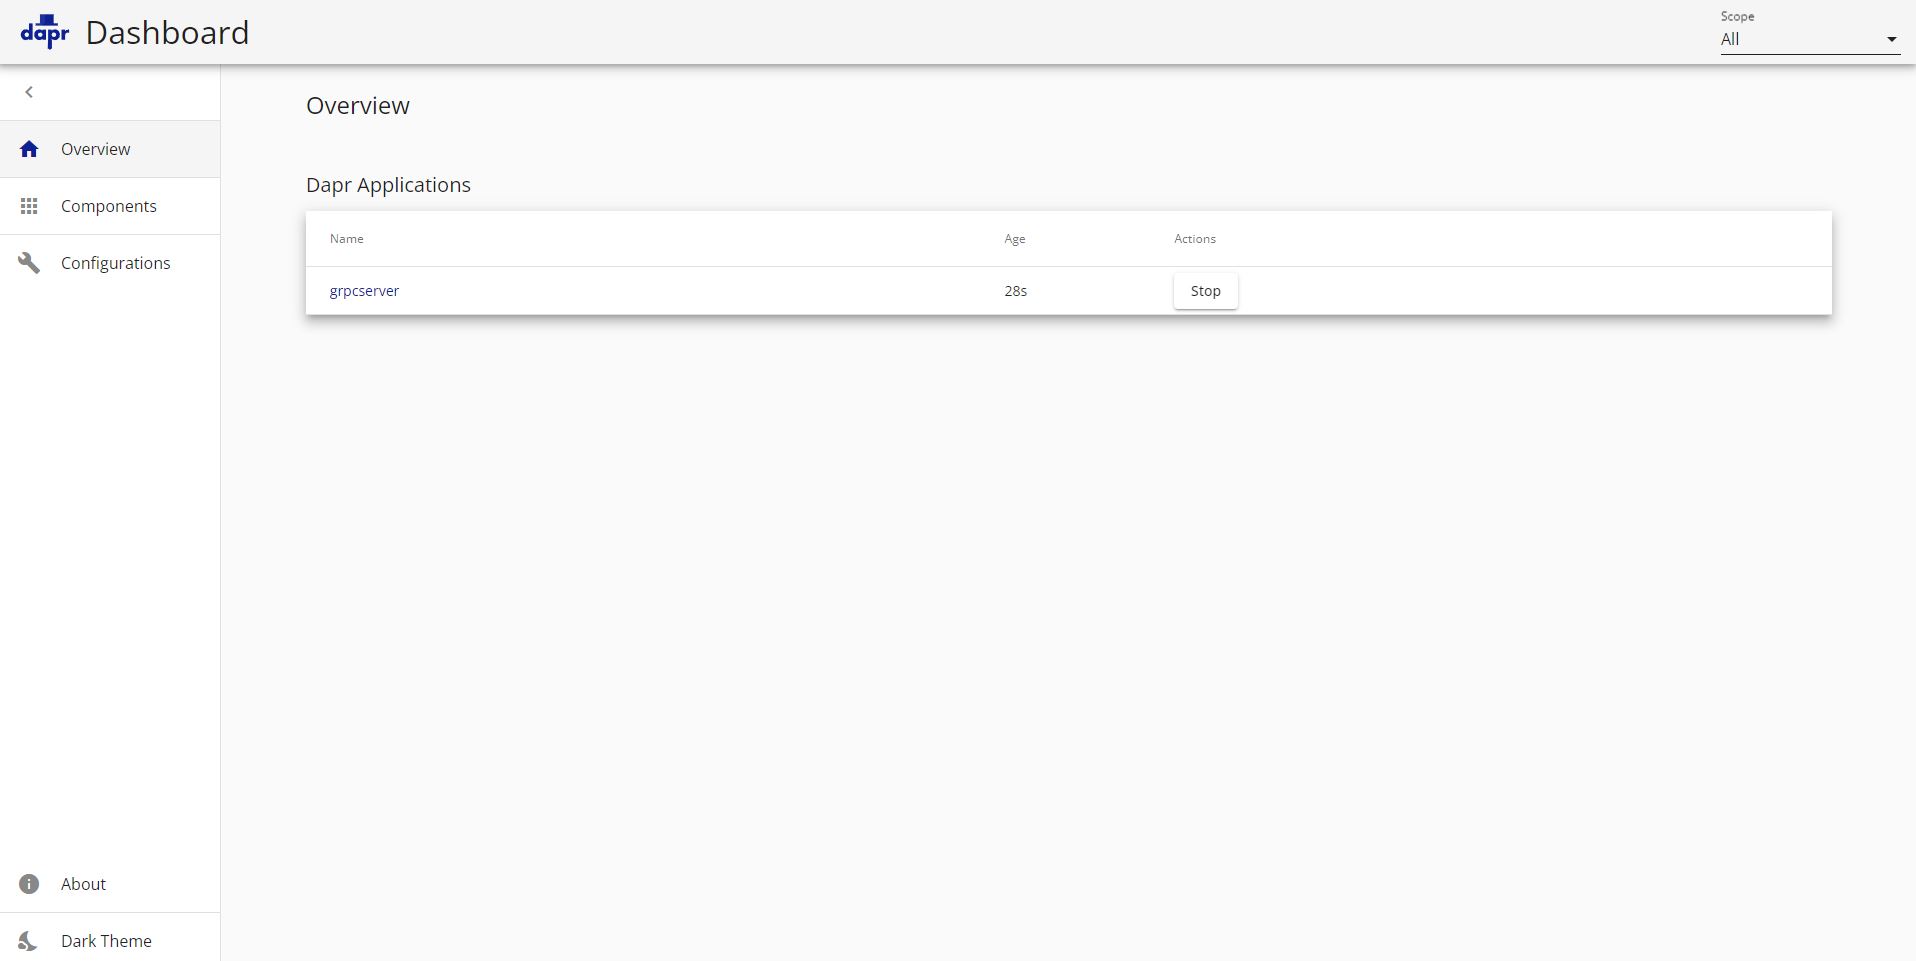 dapr Dashboard
Scope
All
Overview
Components
Configurations
About
Dark Theme
Overview
Dapr Applications
Name Age Actions
grpcserver 28s Stop